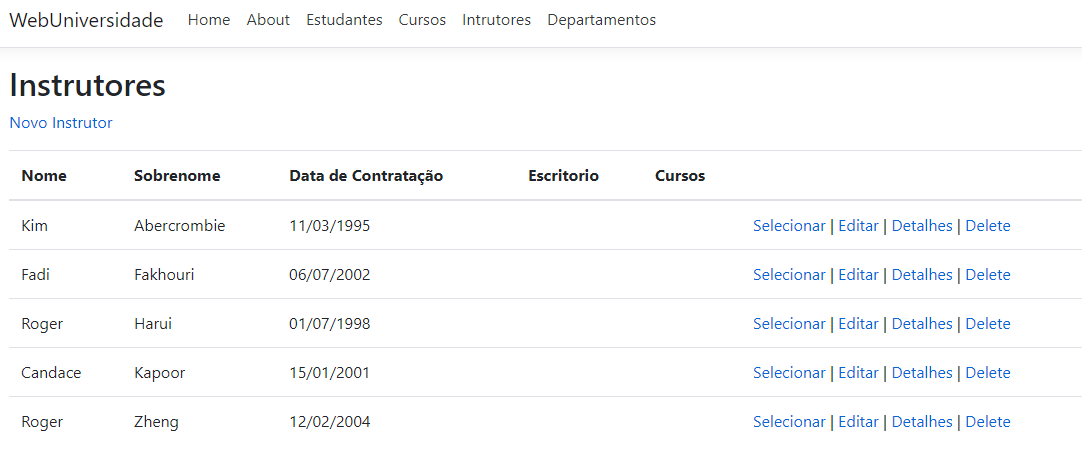 WebUniversidade Home About Estudantes Cursos Intrutores Departamentos
Instrutores
Novo Instrutor
Nome Sobrenome Data de Contratação Escritorio Cursos
Kim Abercrombie 11/03/1995 Selecionar | Editar | Detalhes | Delete
Fadi Fakhouri 06/07/2002 Selecionar | Editar | Detalhes | Delete
Roger Harui 01/07/1998 Selecionar | Editar | Detalhes | Delete
Candace Kapoor 15/01/2001 Selecionar | Editar | Detalhes | Delete
Roger Zheng 12/02/2004 Selecionar | Editar | Detalhes | Delete